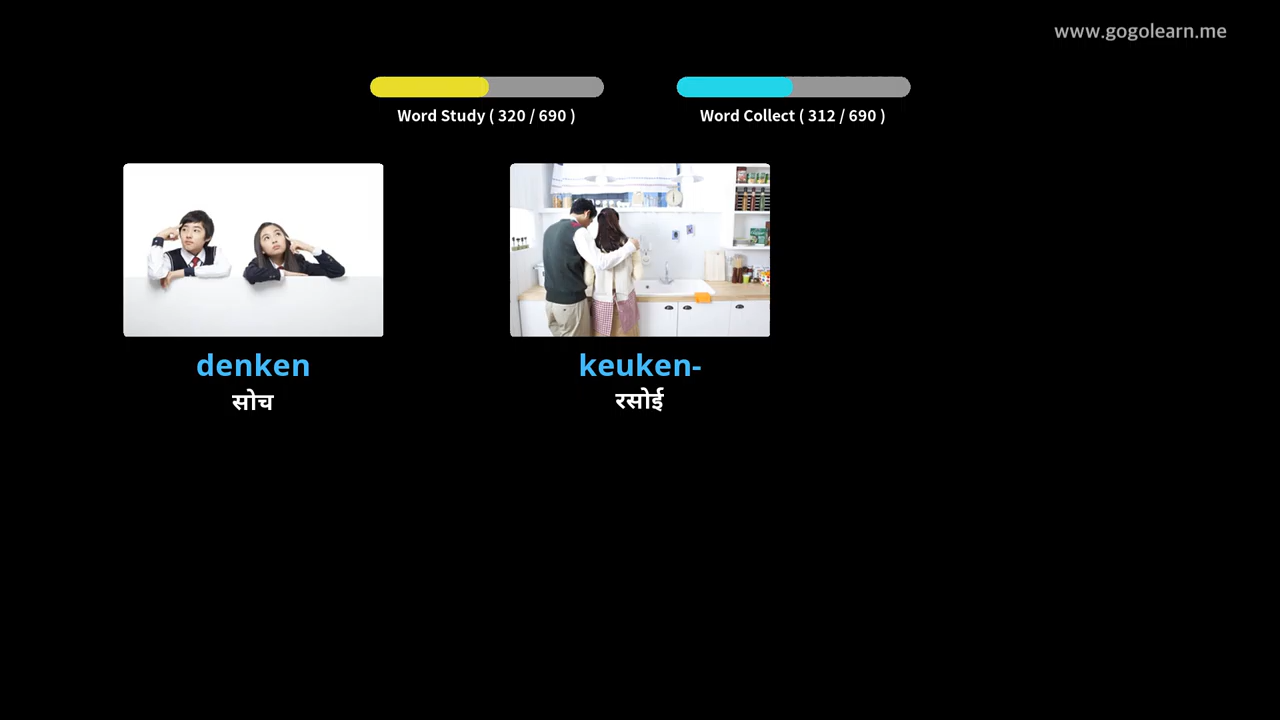 www.gogolearn.me
Word Study ( 320 / 690 )
Word Collect ( 312 / 690 )
denken
सोच
keuken-
रसोई